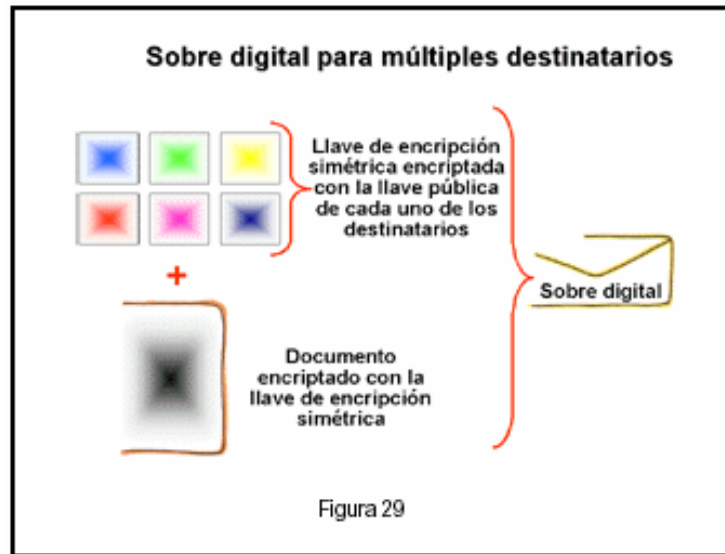 Sobre digital para múltiples destinatarios
Llave de encripción
simétrica encriptada
con la llave pública
de cada uno de los
destinatarios
+
Sobre digital
Documento
encriptado con la
llave de encripción
simétrica
Figura 29